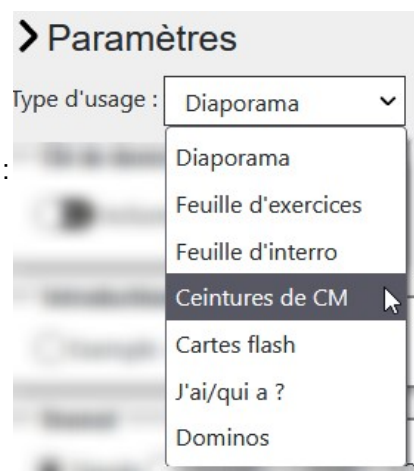 Paramètres
Type d'usage : Diaporama
:
Diaporama
Feuille d'exercices
Feuille d'interro
Ceintures de CM
Cartes flash
J'ai/qui a ?
Dominos